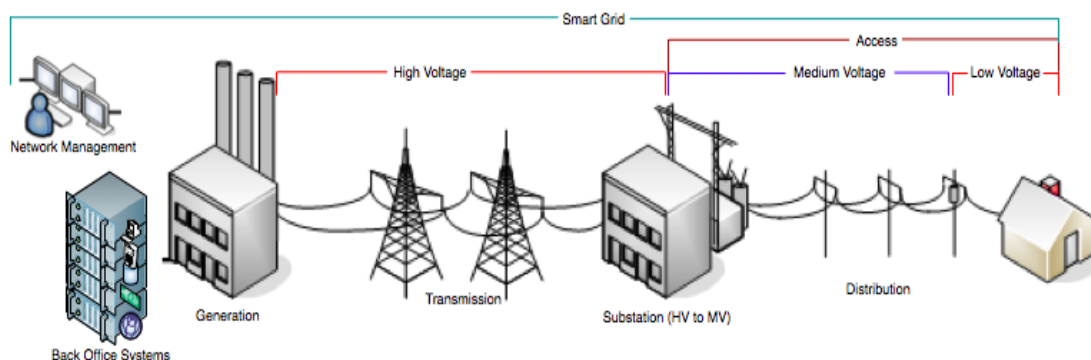 Smart Grid
Access
High Voltage
Medium Voltage
Low Voltage
Network Management
Generation
Transmission
Substation (HV to MV)
Distribution
Back Office Systems